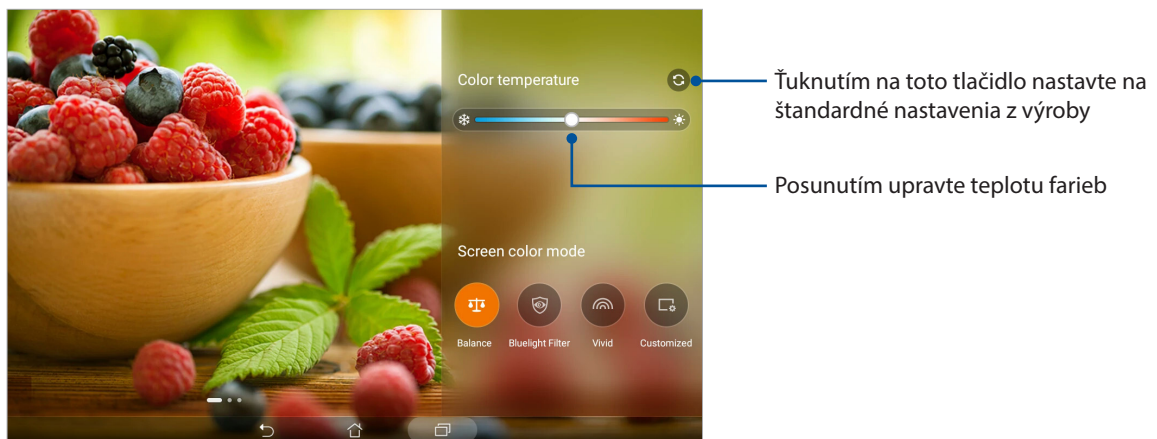 Color temperature
Ťuknutím na toto tlačidlo nastavte na
štandardné nastavenia z výroby
Posunutím upravte teplotu farieb
Screen color mode
Balance
Bluelight Filter
Vivid
Customized